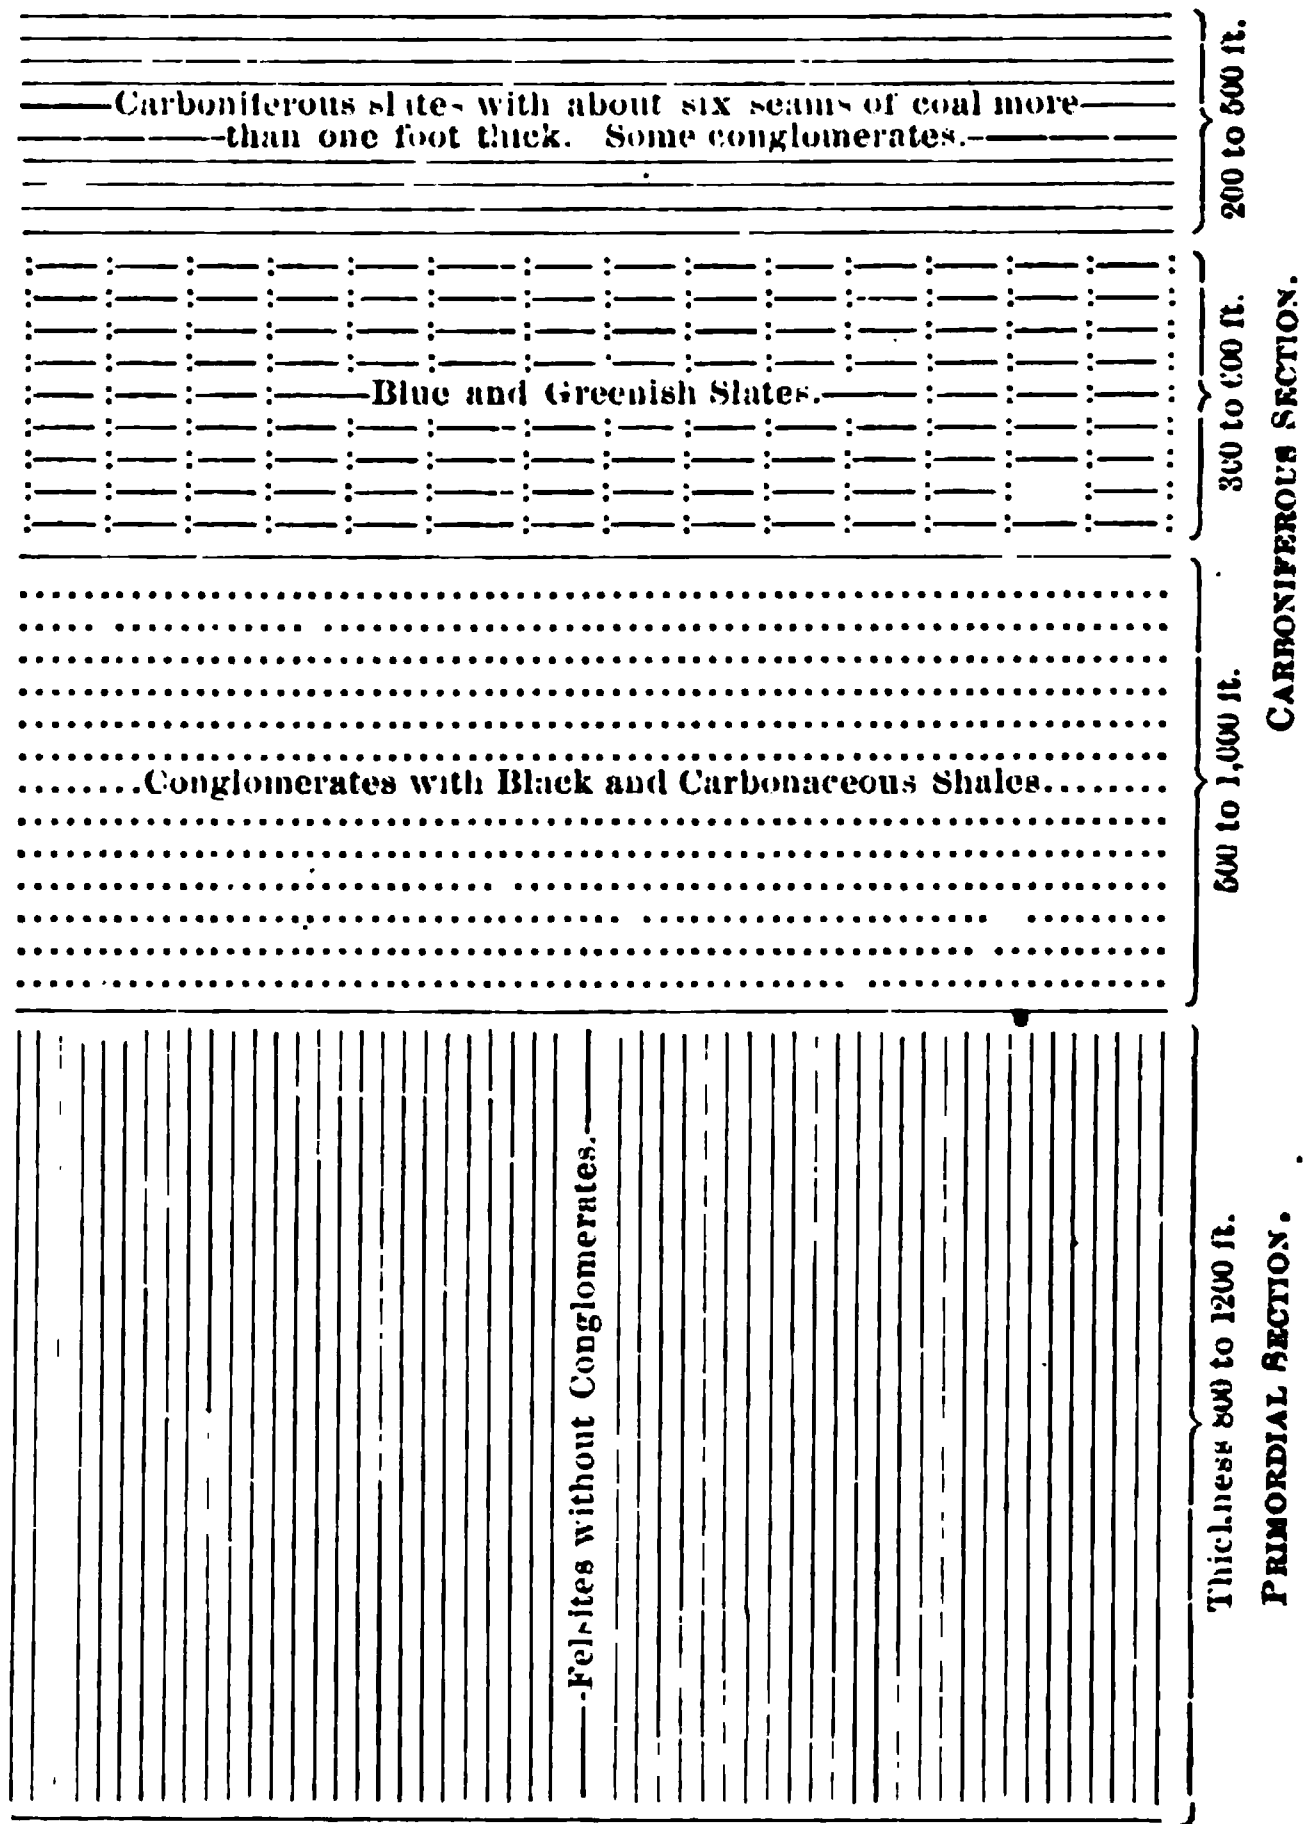 Carboniferous slates with about six seams of coal more
than one foot thick. Some conglomerates.
200 to 500 ft.
Blue and Greenish Slates.
300 to 600 ft.
Conglomerates with Black and Carbonaceous Shales
500 to 1,000 ft.
CARBONIFEROUS SECTION.
Felsites without Conglomerates.
Thickness 800 to 1200 ft.
PRIMORDIAL SECTION.